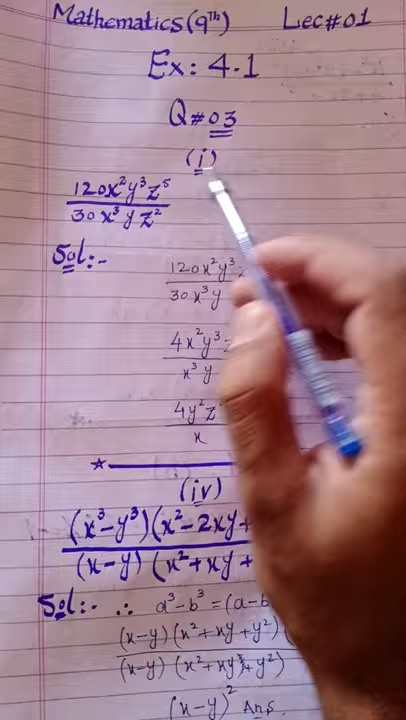 Mathematics(9Th) Lec#01
Ex: 4.1
Q#03
(i)
120x²y³z⁵
30x³yz²
Sol:-
120x²y³
30x³y
4x²y³
x³y
4y²z
x
(iv)
(x³-y³)(x²-2xy+
(x-y)(x²+xy+
Sol:- ∴ a³-b³=(a-b
(x-y)(x²+xy+y²)(
(x-y)(x²+xy+y²)
(x-y)² Ans